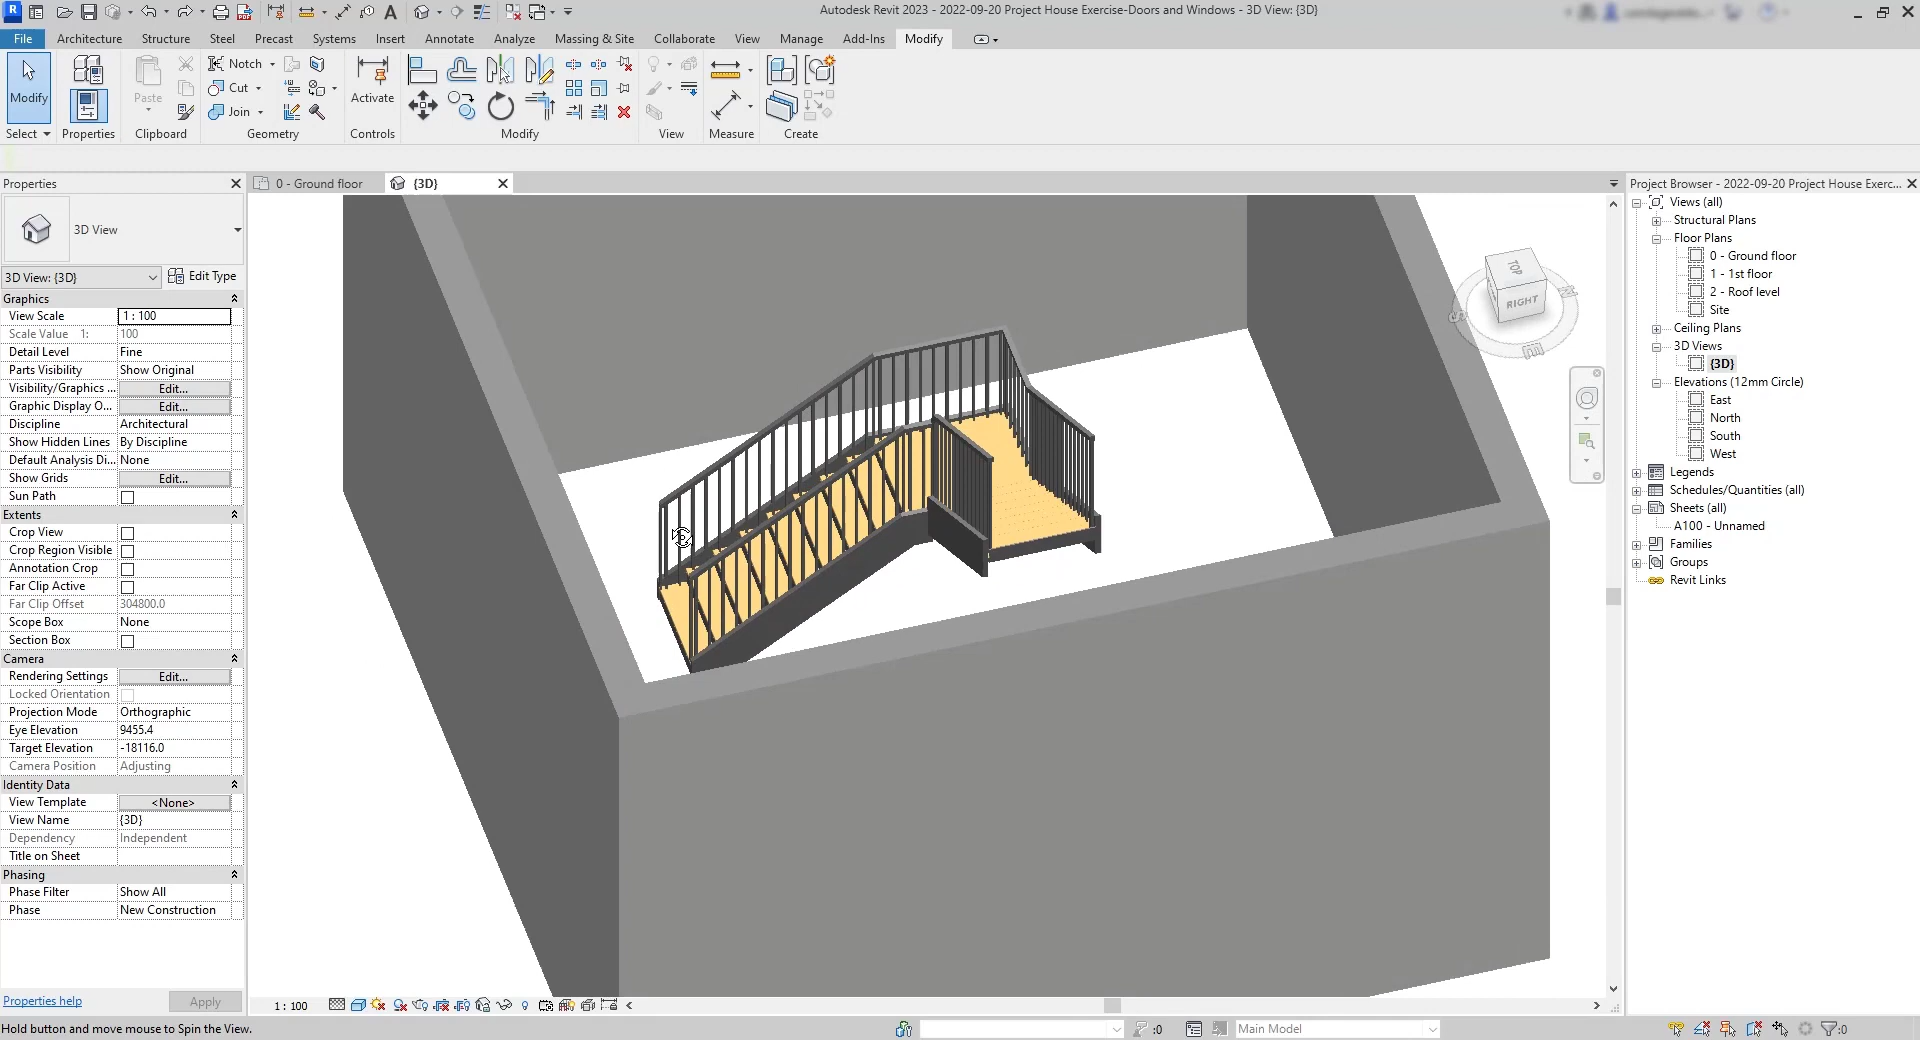 Autodesk Revit 2023 - 2022-09-20 Project House Exercise-Doors and Windows - 3D View: {3D}
File Architecture Structure Steel Precast Systems Insert Annotate Analyze Massing & Site Collaborate View Manage Add-Ins Modify
Modify
Paste
Notch
Cut
Join
Activate
Select
Properties
Clipboard
Geometry
Controls
Modify
View
Measure
Create
Properties
0 - Ground floor
{3D}
Project Browser - 2022-09-20 Project House Exerc...
3D View
3D View: {3D}
Edit Type
Graphics
View Scale 1 : 100
Scale Value 1: 100
Detail Level Fine
Parts Visibility Show Original
Visibility/Graphics ... Edit...
Graphic Display O... Edit...
Discipline Architectural
Show Hidden Lines By Discipline
Default Analysis Di... None
Show Grids Edit...
Sun Path
Extents
Crop View
Crop Region Visible
Annotation Crop
Far Clip Active
Far Clip Offset 304800.0
Scope Box None
Section Box
Camera
Rendering Settings Edit...
Locked Orientation
Projection Mode Orthographic
Eye Elevation 9455.4
Target Elevation -18116.0
Camera Position Adjusting
Identity Data
View Template <None>
View Name {3D}
Dependency Independent
Title on Sheet
Phasing
Phase Filter Show All
Phase New Construction
Properties help
Apply
TOP
RIGHT
Views (all)
Structural Plans
Floor Plans
0 - Ground floor
1 - 1st floor
2 - Roof level
Site
Ceiling Plans
3D Views
{3D}
Elevations (12mm Circle)
East
North
South
West
Legends
Schedules/Quantities (all)
Sheets (all)
A100 - Unnamed
Families
Groups
Revit Links
1 : 100
Hold button and move mouse to Spin the View.
:0
Main Model
:0